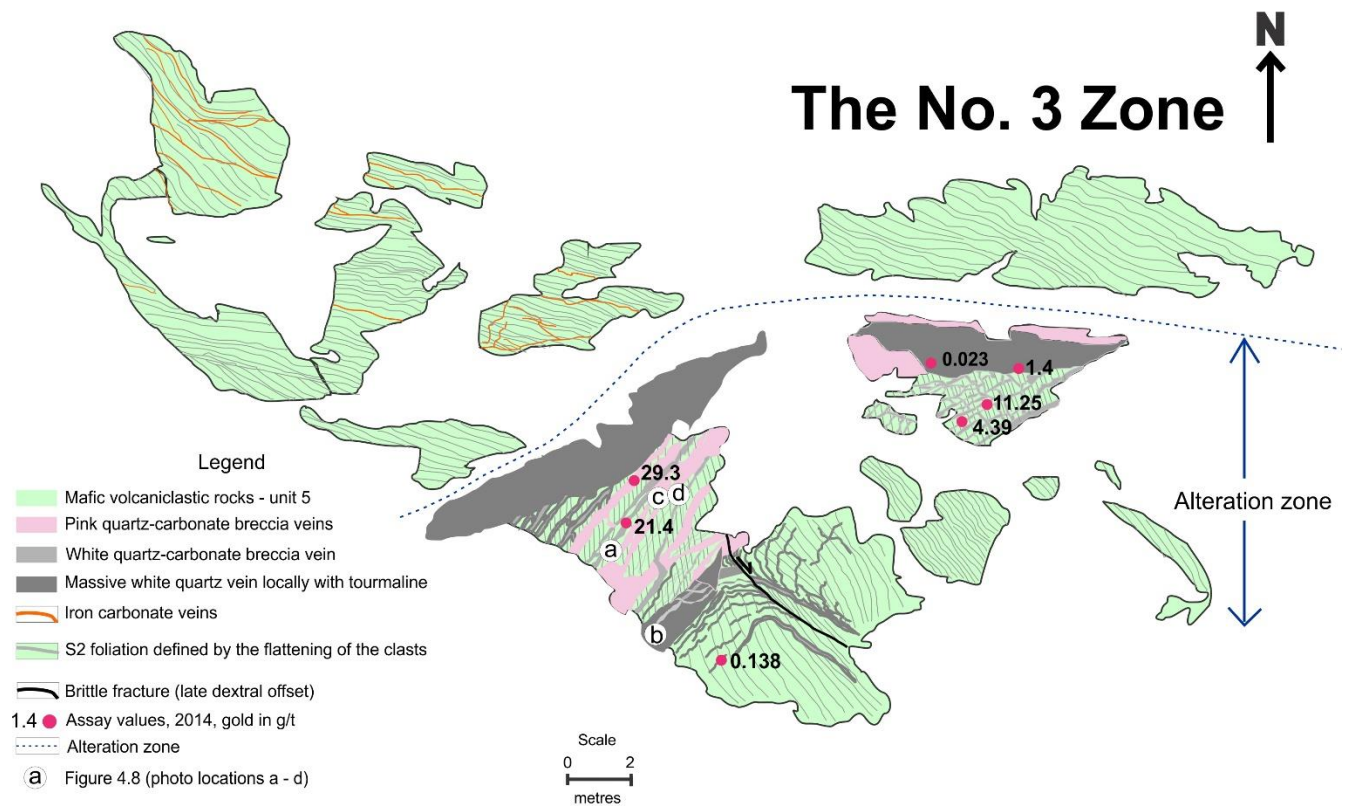 N
The No. 3 Zone
0.023
1.4
11.25
4.39
29.3
c d
21.4
a
b
0.138
Alteration zone
Legend
Mafic volcaniclastic rocks - unit 5
Pink quartz-carbonate breccia veins
White quartz-carbonate breccia vein
Massive white quartz vein locally with tourmaline
Iron carbonate veins
S2 foliation defined by the flattening of the clasts
Brittle fracture (late dextral offset)
1.4 Assay values, 2014, gold in g/t
Alteration zone
a Figure 4.8 (photo locations a - d)
Scale
0 2
metres